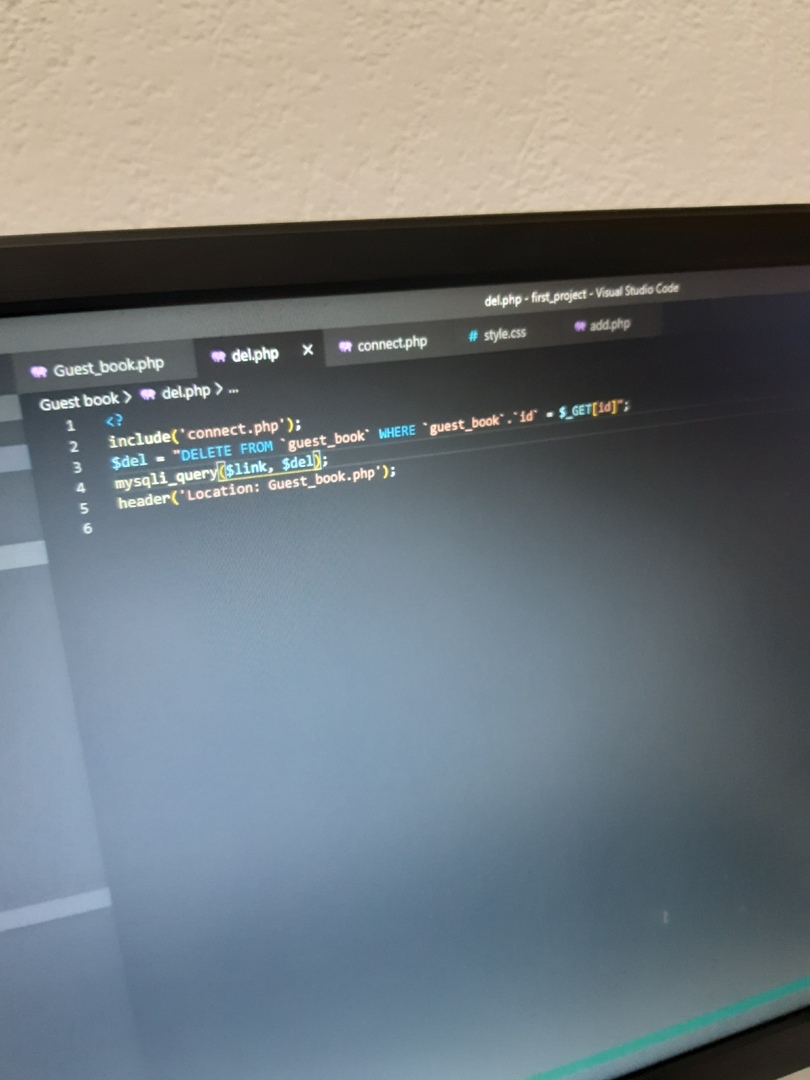 del.php - first_project - Visual Studio Code
Guest_book.php del.php × connect.php # style.css add.php
Guest book > del.php > ...
1 <?
2 include('connect.php');
3 $del = "DELETE FROM `guest_book` WHERE `guest_book`.`id` = $_GET[id]";
4 mysqli_query($link, $del);
5 header('Location: Guest_book.php');
6